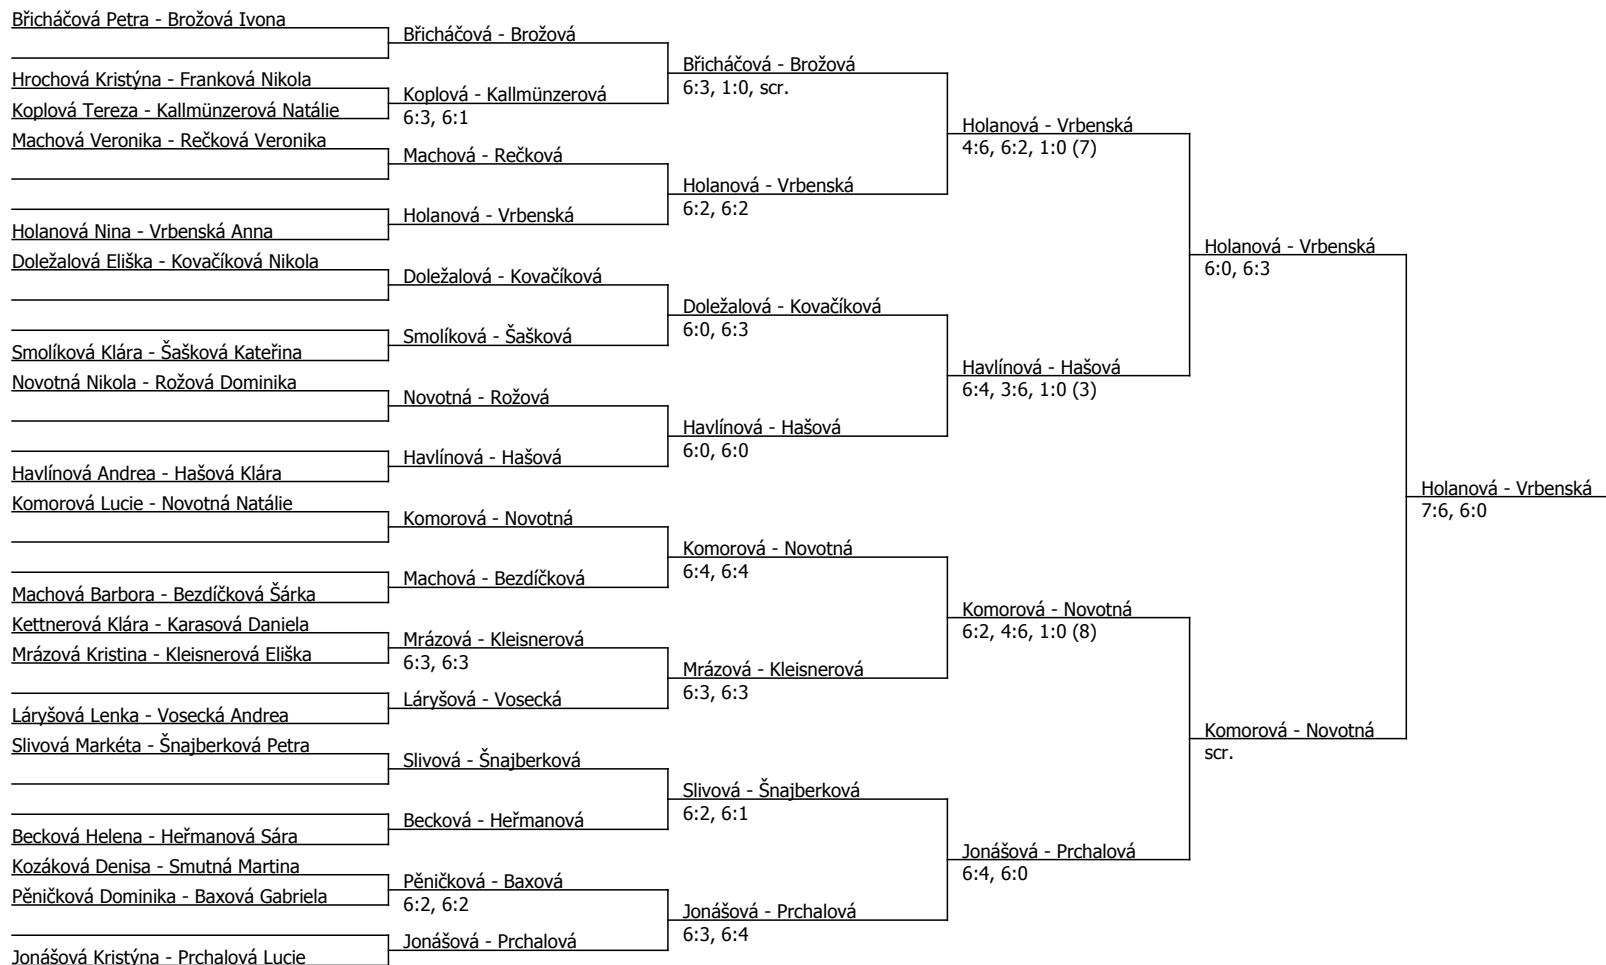 Břicháčová Petra - Brožová Ivona
Hrochová Kristýna - Franková Nikola
Koplová Tereza - Kallmünzerová Natálie
Machová Veronika - Rečková Veronika
Holanová Nina - Vrbenská Anna
Doležalová Eliška - Kovačíková Nikola
Smolíková Klára - Šašková Kateřina
Novotná Nikola - Rožová Dominika
Havlínová Andrea - Hašová Klára
Komorová Lucie - Novotná Natálie
Machová Barbora - Bezdíčková Šárka
Kettnerová Klára - Karasová Daniela
Mrázová Kristina - Kleisnerová Eliška
Láryšová Lenka - Vosecká Andrea
Slivová Markéta - Šnajberková Petra
Becková Helena - Heřmanová Sára
Kozáková Denisa - Smutná Martina
Pěničková Dominika - Baxová Gabriela
Jonášová Kristýna - Prchalová Lucie
Břicháčová - Brožová
Koplová - Kallmünzerová
6:3, 6:1
Machová - Rečková
Holanová - Vrbenská
Doležalová - Kovačíková
Smolíková - Šašková
Novotná - Rožová
Havlínová - Hašová
Komorová - Novotná
Machová - Bezdíčková
Mrázová - Kleisnerová
6:3, 6:3
Láryšová - Vosecká
Slivová - Šnajberková
Becková - Heřmanová
Pěničková - Baxová
6:2, 6:2
Jonášová - Prchalová
Břicháčová - Brožová
6:3, 1:0, scr.
Holanová - Vrbenská
6:2, 6:2
Doležalová - Kovačíková
6:0, 6:3
Havlínová - Hašová
6:0, 6:0
Komorová - Novotná
6:4, 6:4
Mrázová - Kleisnerová
6:3, 6:3
Slivová - Šnajberková
6:2, 6:1
Jonášová - Prchalová
6:3, 6:4
Holanová - Vrbenská
4:6, 6:2, 1:0 (7)
Havlínová - Hašová
6:4, 3:6, 1:0 (3)
Komorová - Novotná
6:2, 4:6, 1:0 (8)
Jonášová - Prchalová
6:4, 6:0
Holanová - Vrbenská
6:0, 6:3
Komorová - Novotná
scr.
Holanová - Vrbenská
7:6, 6:0